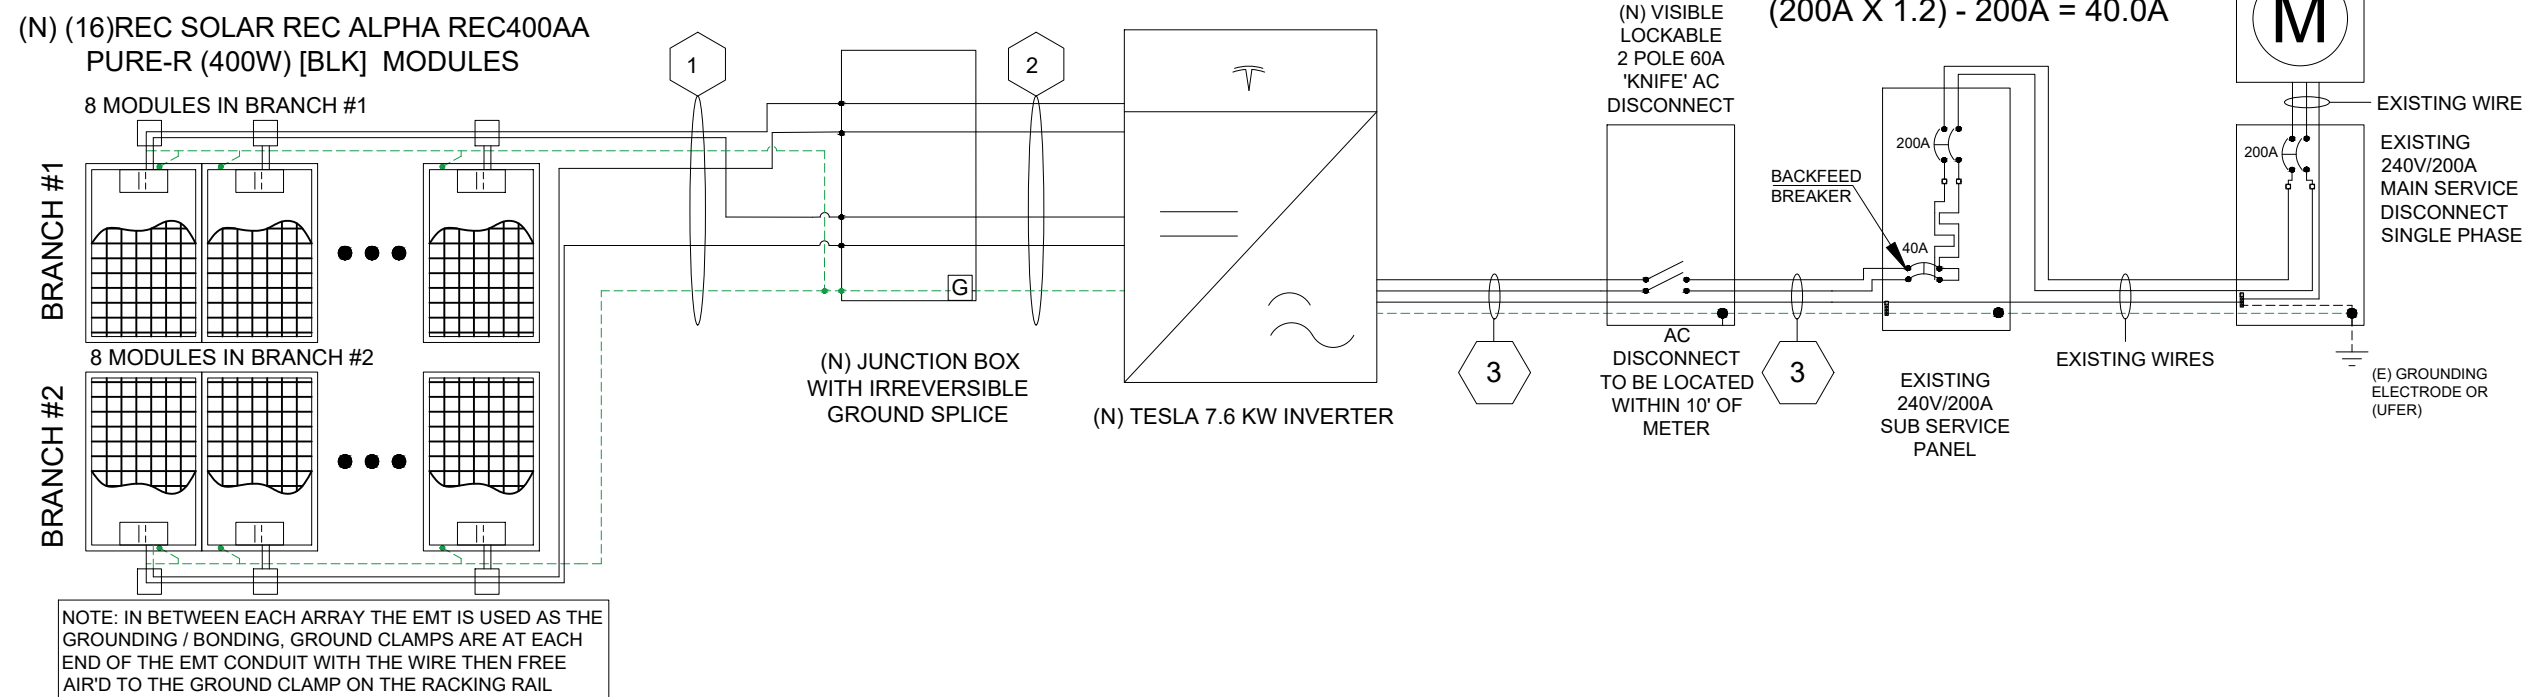 (N) (16)REC SOLAR REC ALPHA REC400AA
PURE-R (400W) [BLK] MODULES
8 MODULES IN BRANCH #1
BRANCH #1
8 MODULES IN BRANCH #2
BRANCH #2
NOTE: IN BETWEEN EACH ARRAY THE EMT IS USED AS THE
GROUNDING / BONDING, GROUND CLAMPS ARE AT EACH
END OF THE EMT CONDUIT WITH THE WIRE THEN FREE
AIR'D TO THE GROUND CLAMP ON THE RACKING RAIL
1
G
(N) JUNCTION BOX
WITH IRREVERSIBLE
GROUND SPLICE
2
(N) TESLA 7.6 KW INVERTER
3
(N) VISIBLE
LOCKABLE
2 POLE 60A
'KNIFE' AC
DISCONNECT
AC
DISCONNECT
TO BE LOCATED
WITHIN 10' OF
METER
3
(200A X 1.2) - 200A = 40.0A
BACKFEED
BREAKER
200A
40A
EXISTING
240V/200A
SUB SERVICE
PANEL
EXISTING WIRES
M
EXISTING WIRE
200A
EXISTING
240V/200A
MAIN SERVICE
DISCONNECT
SINGLE PHASE
(E) GROUNDING
ELECTRODE OR
(UFER)